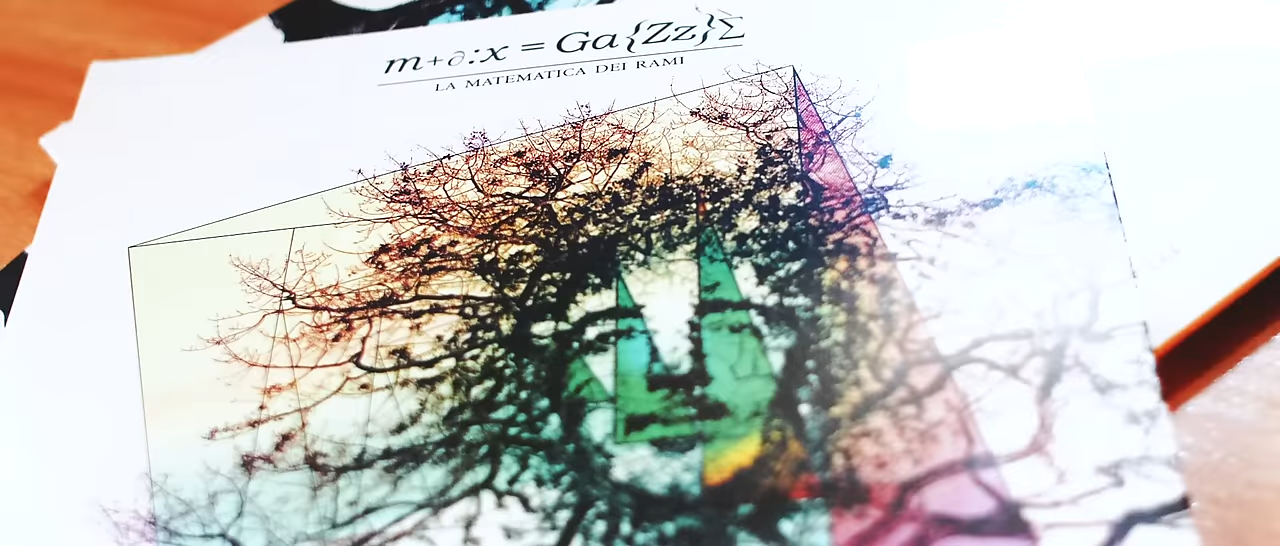 m+∂:x = Ga{Zz}Σ̀
LA MATEMATICA DEI RAMI